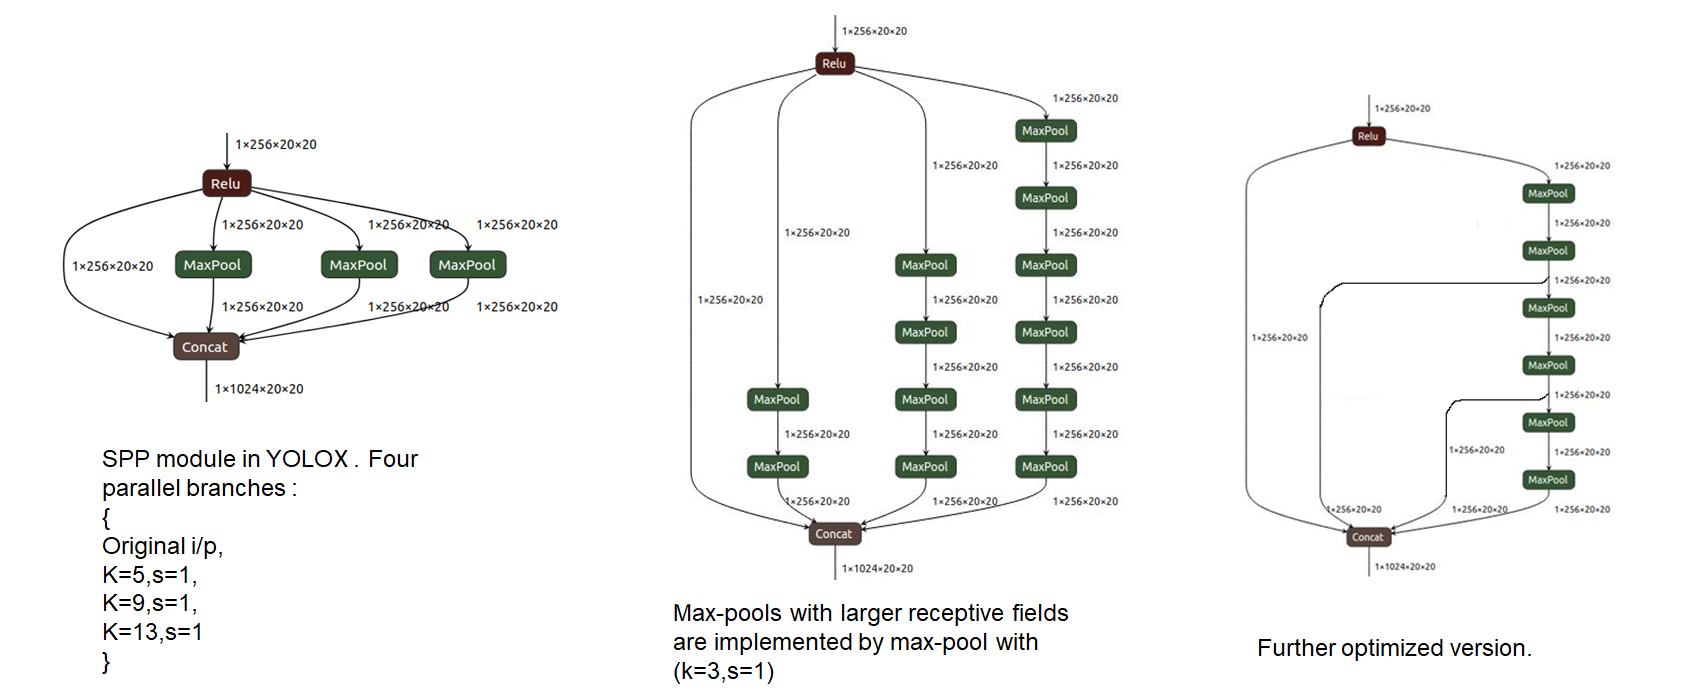 1×256×20×20
Relu
1×256×20×20
1×256×20×20
1×256×20×20
1×256×20×20
MaxPool
MaxPool
MaxPool
1×256×20×20
1×256×20×20
1×256×20×20
Concat
1×1024×20×20
SPP module in YOLOX . Four
parallel branches :
{
Original i/p,
K=5,s=1,
K=9,s=1,
K=13,s=1
}
1×256×20×20
Relu
1×256×20×20
MaxPool
1×256×20×20
1×256×20×20
MaxPool
1×256×20×20
1×256×20×20
MaxPool
MaxPool
1×256×20×20
1×256×20×20
1×256×20×20
MaxPool
MaxPool
1×256×20×20
1×256×20×20
MaxPool
MaxPool
MaxPool
1×256×20×20
1×256×20×20
1×256×20×20
MaxPool
MaxPool
MaxPool
1×256×20×20
1×256×20×20
1×256×20×20
Concat
1×1024×20×20
Max-pools with larger receptive fields
are implemented by max-pool with
(k=3,s=1)
1×256×20×20
Relu
1×256×20×20
MaxPool
1×256×20×20
MaxPool
1×256×20×20
MaxPool
1×256×20×20
1×256×20×20
MaxPool
1×256×20×20
MaxPool
1×256×20×20
1×256×20×20
MaxPool
1×256×20×20
1×256×20×20
1×256×20×20
Concat
1×1024×20×20
Further optimized version.